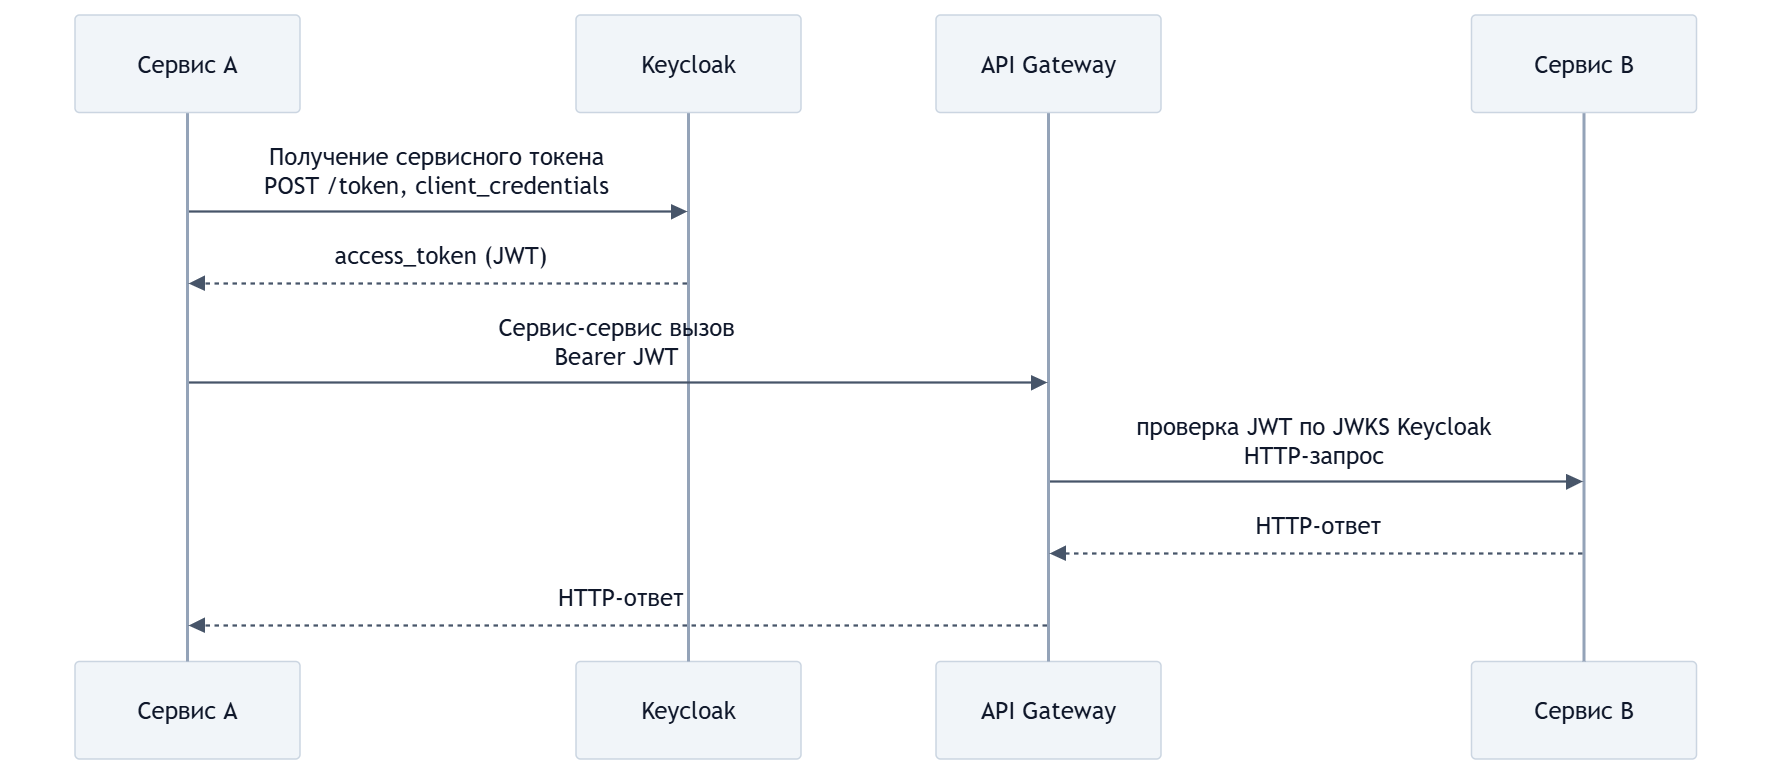 Сервис A
Keycloak
API Gateway
Сервис B
Получение сервисного токена
POST /token, client_credentials
access_token (JWT)
Сервис-сервис вызов
Bearer JWT
проверка JWT по JWKS Keycloak
HTTP-запрос
HTTP-ответ
HTTP-ответ
Сервис A
Keycloak
API Gateway
Сервис B